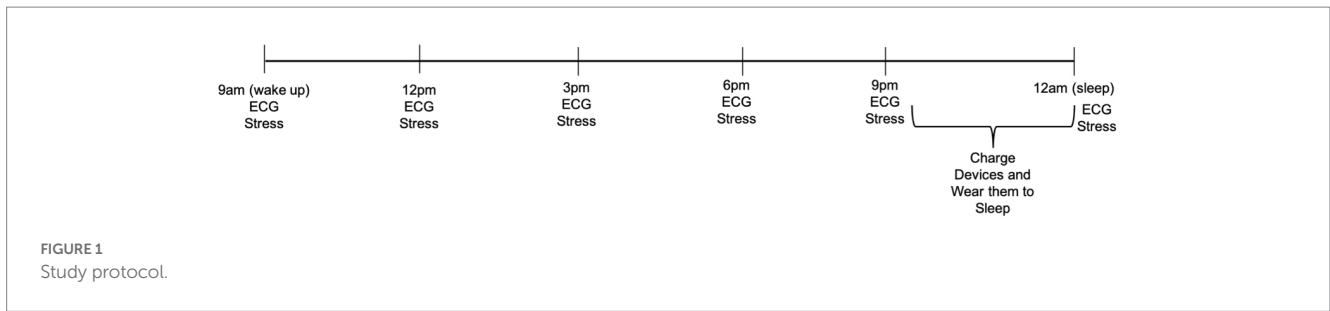 9am (wake up)
ECG
Stress
12pm
ECG
Stress
3pm
ECG
Stress
6pm
ECG
Stress
9pm
ECG
Stress
12am (sleep)
ECG
Stress
Charge
Devices and
Wear them to
Sleep
FIGURE 1
Study protocol.